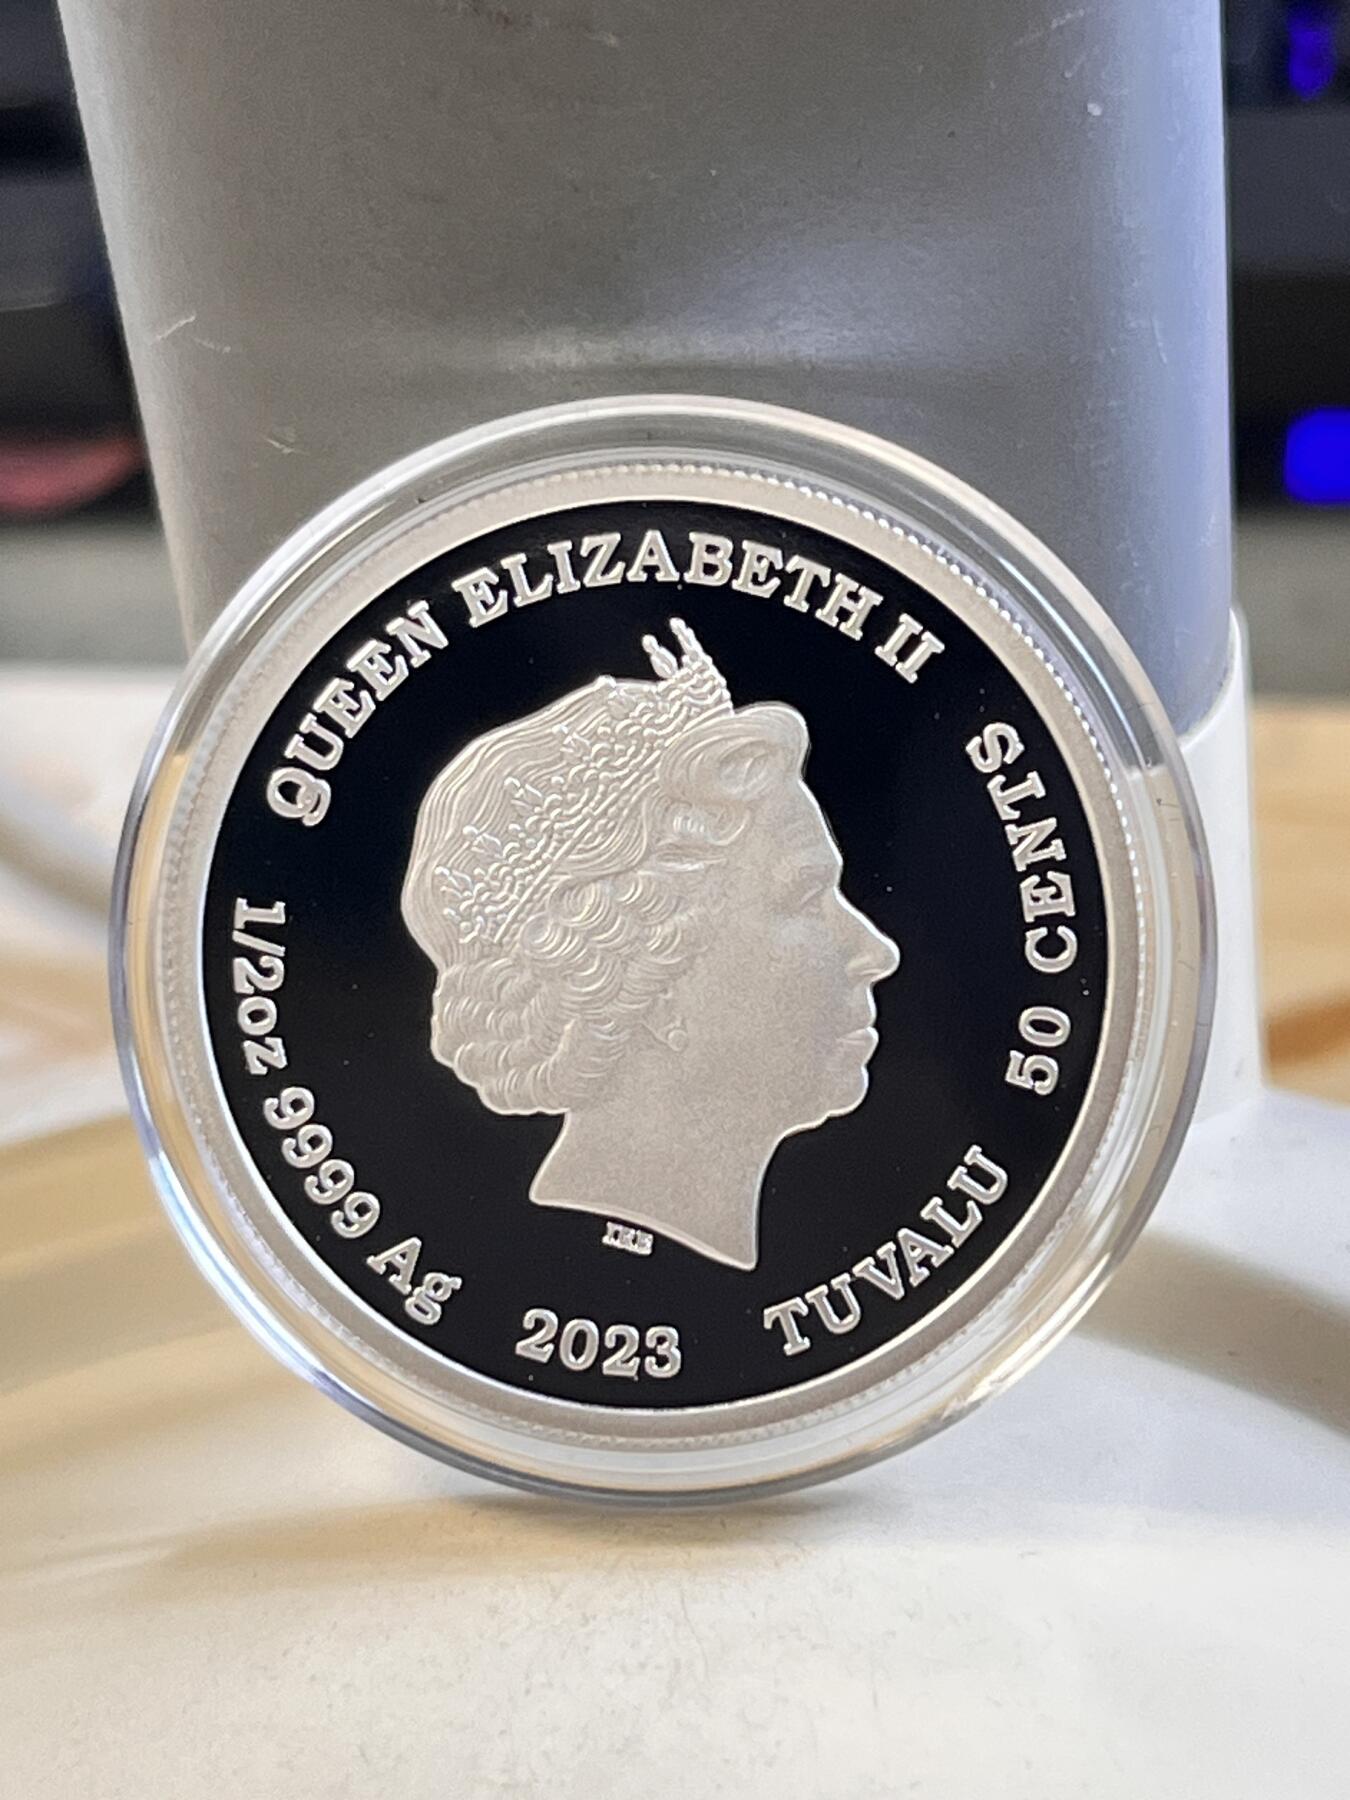 QUEEN ELIZABETH II
50 CENTS
TUVALU
2023
1/2oz 9999 Ag
IRB